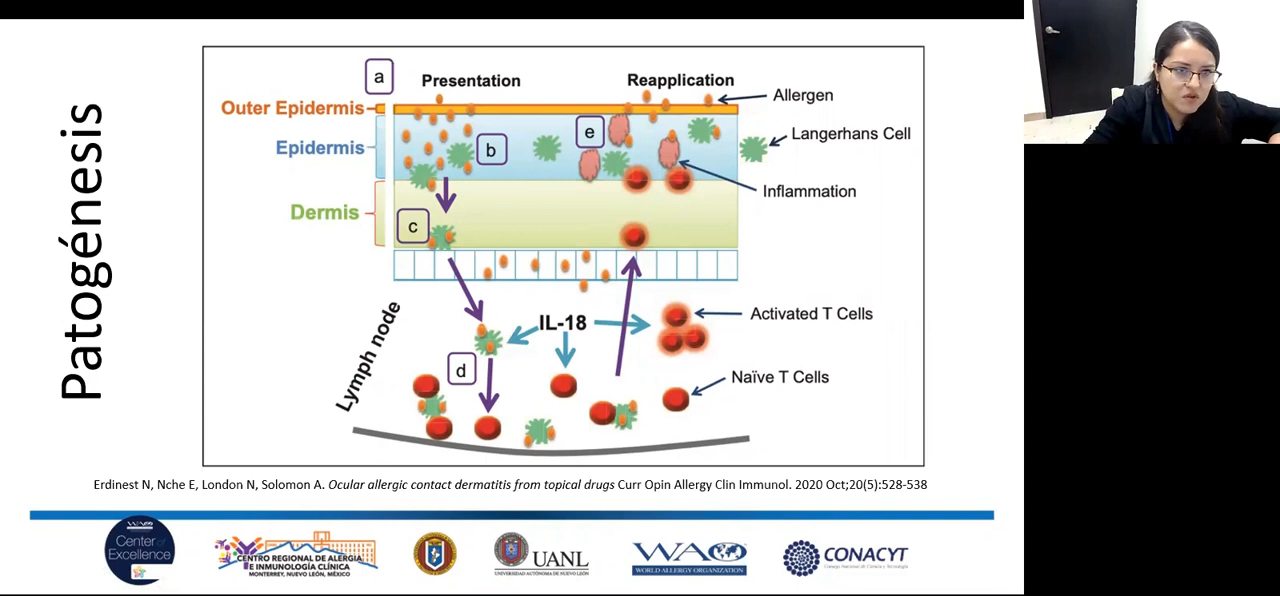 Patogénesis
a
Presentation
Reapplication
Outer Epidermis
Allergen
Epidermis
b
e
Langerhans Cell
Inflammation
Dermis
c
Lymph node
IL-18
Activated T Cells
d
Naïve T Cells
Erdinest N, Nche E, London N, Solomon A. Ocular allergic contact dermatitis from topical drugs Curr Opin Allergy Clin Immunol. 2020 Oct;20(5):528-538
Center of
Excellence
CENTRO REGIONAL DE ALERGIA
E INMUNOLOGÍA CLÍNICA
MONTERREY, NUEVO LEÓN, MÉXICO
UANL
UNIVERSIDAD AUTÓNOMA DE NUEVO LEÓN
WAO
WORLD ALLERGY ORGANIZATION
CONACYT
Consejo Nacional de Ciencia y Tecnología